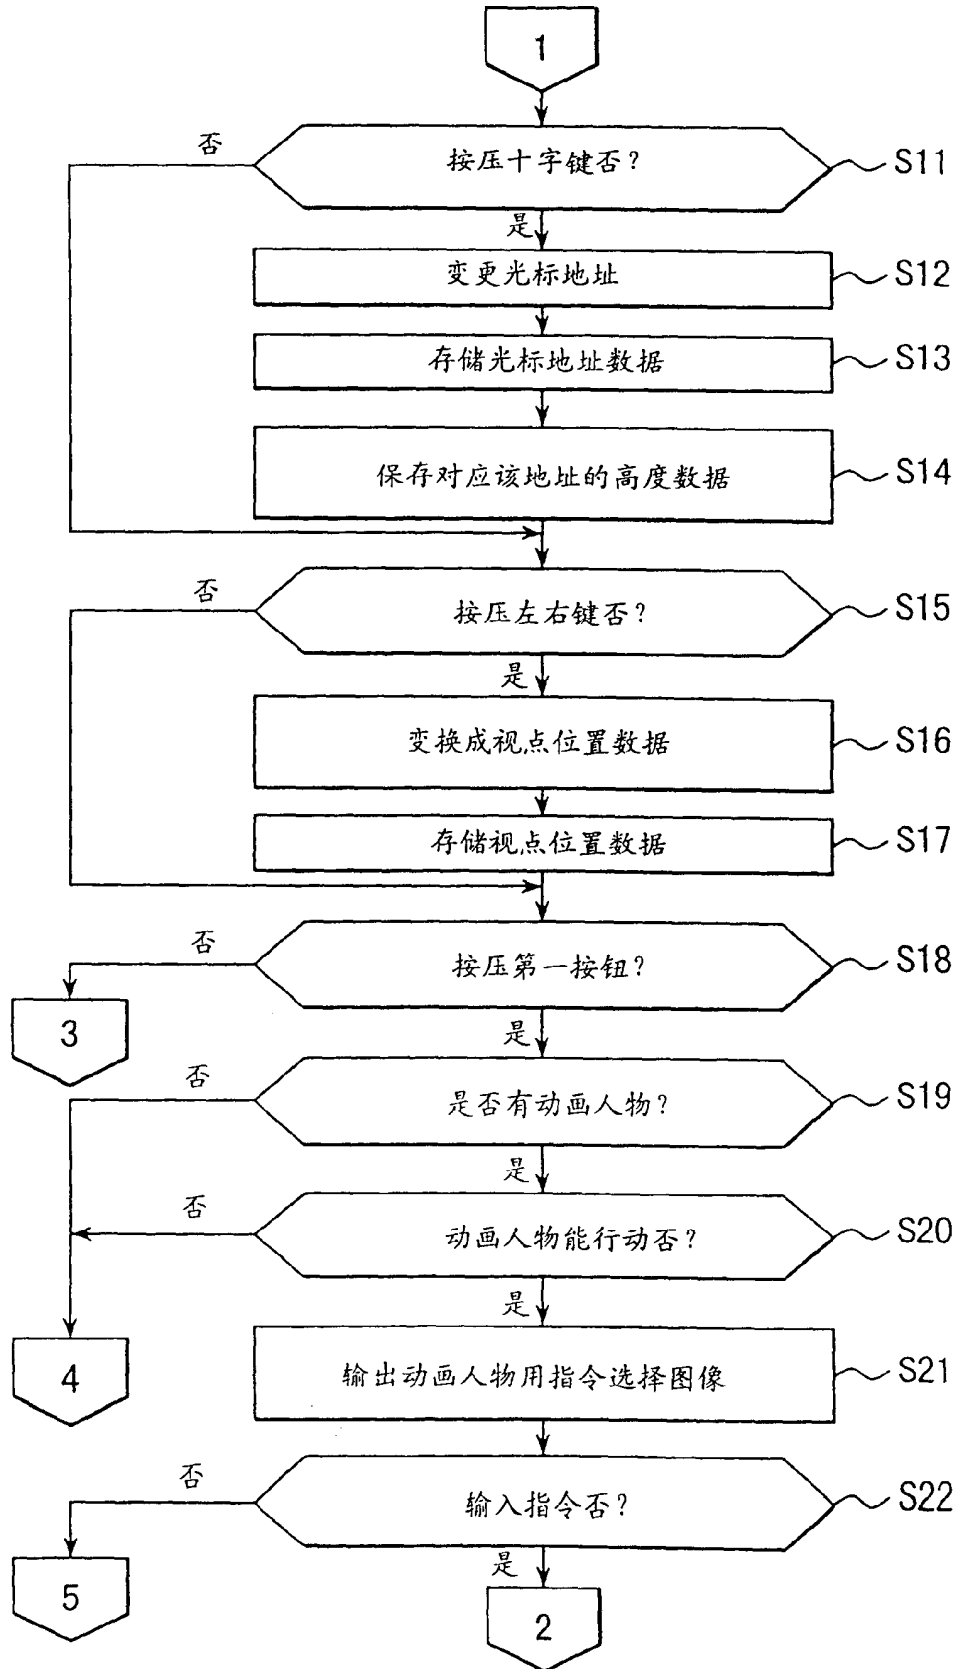 1
否
按压十字键否？
S11
是
变更光标地址
S12
存储光标地址数据
S13
保存对应该地址的高度数据
S14
否
按压左右键否？
S15
是
变换成视点位置数据
S16
存储视点位置数据
S17
否
按压第一按钮？
S18
3
是
否
是否有动画人物？
S19
是
否
动画人物能行动否？
S20
是
4
输出动画人物用指令选择图像
S21
否
输入指令否？
S22
5
是
2